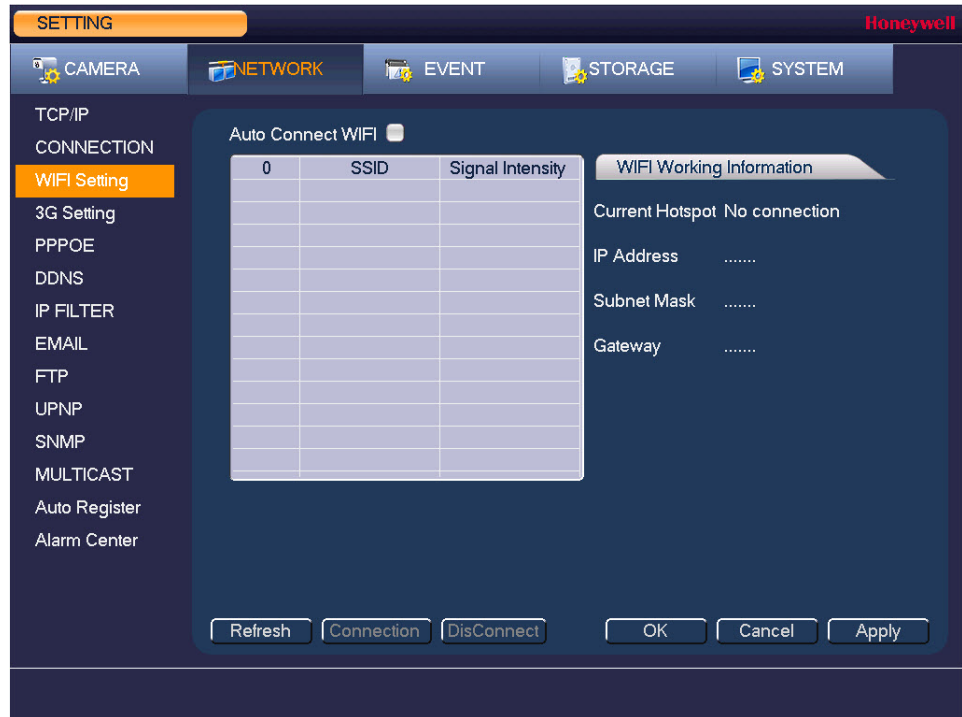 SETTING
Honeywell
CAMERA
NETWORK
EVENT
STORAGE
SYSTEM
TCP/IP
CONNECTION
WIFI Setting
3G Setting
PPPOE
DDNS
IP FILTER
EMAIL
FTP
UPNP
SNMP
MULTICAST
Auto Register
Alarm Center
Auto Connect WIFI
0 SSID Signal Intensity
WIFI Working Information
Current Hotspot No connection
IP Address .......
Subnet Mask .......
Gateway .......
Refresh Connection DisConnect OK Cancel Apply